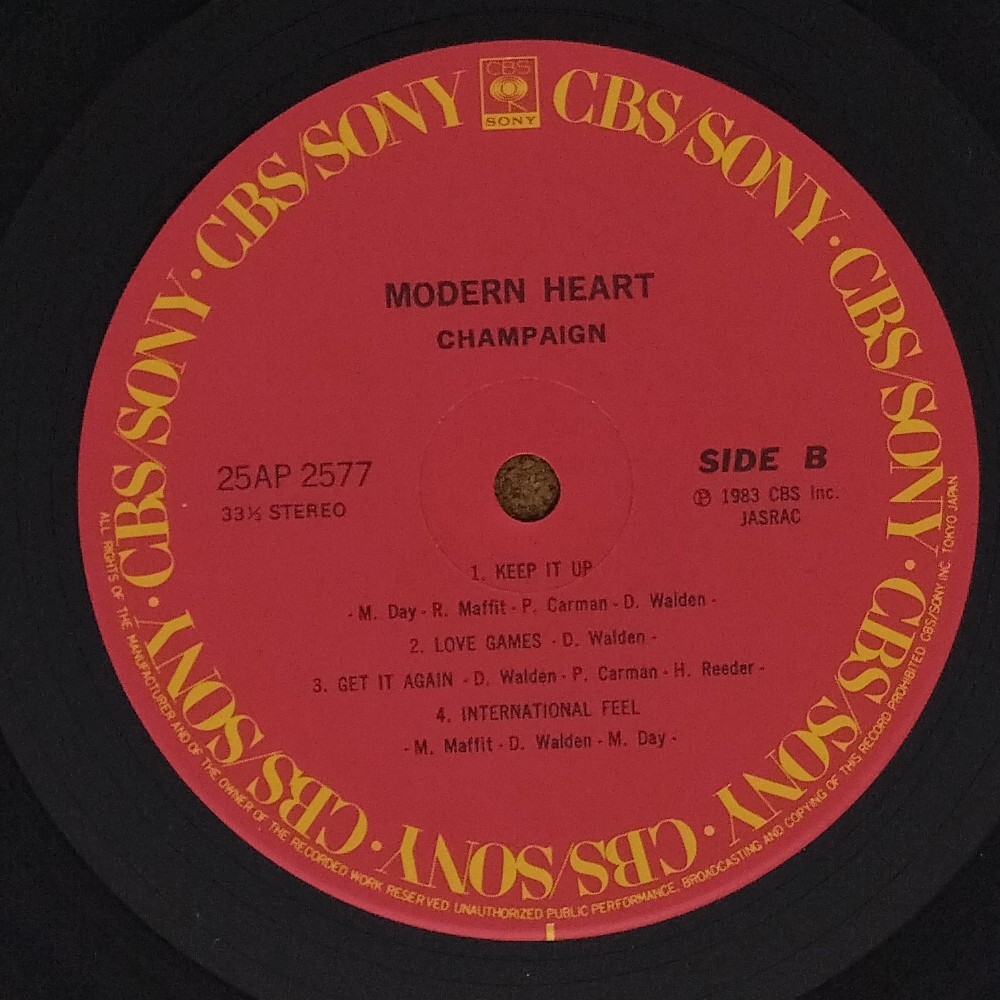 CBS
SONY
CBS/SONY · CBS/SONY · CBS/SONY · CBS/SONY · CBS/SONY · CBS/SONY · CBS/SONY · CBS/SONY
MODERN HEART
CHAMPAIGN
25AP 2577
33⅓ STEREO
SIDE B
℗ 1983 CBS Inc.
JASRAC
1. KEEP IT UP
- M. Day - R. Maffit - P. Carman - D. Walden -
2. LOVE GAMES - D. Walden -
3. GET IT AGAIN - D. Walden - P. Carman - H. Reeder -
4. INTERNATIONAL FEEL
- M. Maffit - D. Walden - M. Day -
ALL RIGHTS OF THE MANUFACTURER AND OF THE OWNER OF THE RECORDED WORK RESERVED. UNAUTHORIZED PUBLIC PERFORMANCE, BROADCASTING AND COPYING OF THIS RECORD PROHIBITED CBS/SONY INC. TOKYO JAPAN